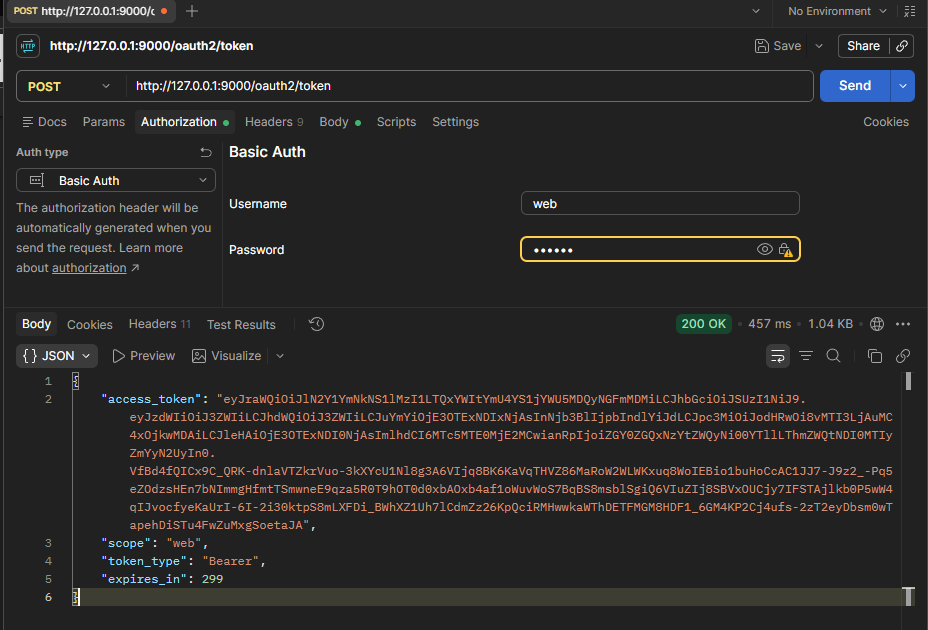 POST http://127.0.0.1:9000/c
No Environment
HTTP http://127.0.0.1:9000/oauth2/token
Save
Share
POST
http://127.0.0.1:9000/oauth2/token
Send
Docs Params Authorization Headers 9 Body Scripts Settings Cookies
Auth type
Basic Auth
The authorization header will be
automatically generated when you
send the request. Learn more
about authorization ↗
Basic Auth
Username
web
Password
••••••
Body Cookies Headers 11 Test Results
200 OK • 457 ms • 1.04 KB
{} JSON Preview Visualize
1 {
2 "access_token": "eyJraWQiOiJlN2Y1YmNkNS1lMzI1LTQxYWItYmU4YS1jYWU5MDQyNGFmMDMiLCJhbGciOiJSUzI1NiJ9.
eyJzdWIiOiJ3ZWIiLCJhdWQiOiJ3ZWIiLCJuYmYiOjE3OTExNDIxNjAsInNjb3BlIjpbIndlYiJdLCJpc3MiOiJodHRwOi8vMTI3LjAuMC
4xOjkwMDAiLCJleHAiOjE3OTExNDI0NjAsImlhdCI6MTc5MTE0MjE2MCwianRpIjoiZGY0ZGQxNzYtZWQyNi00YTllLThmZWQtNDI0MTIy
ZmYyN2UyIn0.
VfBd4fQICx9C_QRK-dnlaVTZkrVuo-3kXYcU1Nl8g3A6VIjq8BK6KaVqTHVZ86MaRoW2WLWKxuq8WoIEBio1buHoCcAC1JJ7-J9z2_-Pq5
eZOdzsHEn7bNImmgHfmtTSmwneE9qza5R0T9hOT0d0xbAOxb4af1oWuvWoS7BqBS8msblSgiQ6VIuZIj8SBVxOUCjy7IFSTAjlkb0P5wW4
qIJvocfyeKaUrI-6I-2i30ktpS8mLXFDi_BWhXZ1Uh7lCdmZz26KpQciRMHwwkaWThDETFMGM8HDF1_6GM4KP2Cj4ufs-2zT2eyDbsm0wT
apehDiSTu4FwZuMxgSoetaJA",
3 "scope": "web",
4 "token_type": "Bearer",
5 "expires_in": 299
6 }